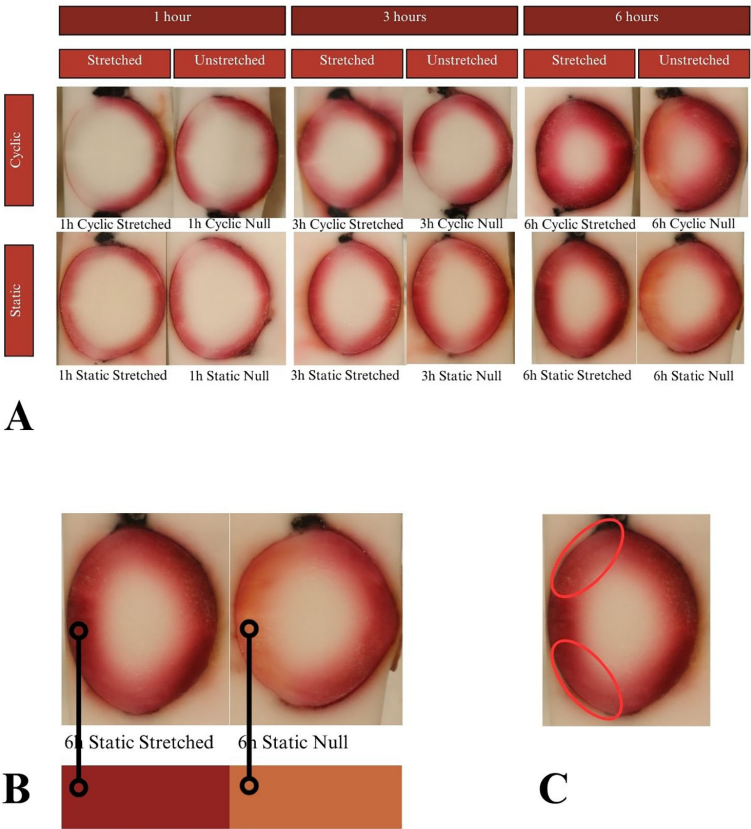 1 hour 3 hours 6 hours
Stretched Unstretched Stretched Unstretched Stretched Unstretched
Cyclic
1h Cyclic Stretched 1h Cyclic Null 3h Cyclic Stretched 3h Cyclic Null 6h Cyclic Stretched 6h Cyclic Null
Static
1h Static Stretched 1h Static Null 3h Static Stretched 3h Static Null 6h Static Stretched 6h Static Null
A
6h Static Stretched 6h Static Null
B C